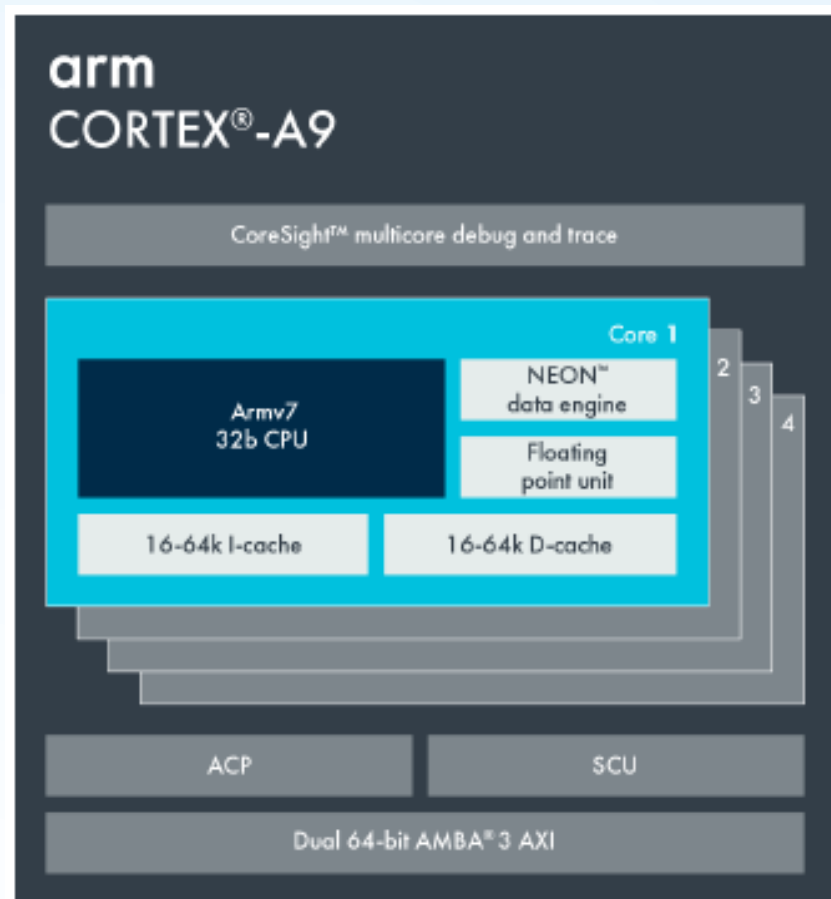 arm
CORTEX®-A9
CoreSight™ multicore debug and trace
Core 1
2
3
4
Armv7
32b CPU
NEON™
data engine
Floating
point unit
16-64k I-cache
16-64k D-cache
ACP
SCU
Dual 64-bit AMBA® 3 AXI